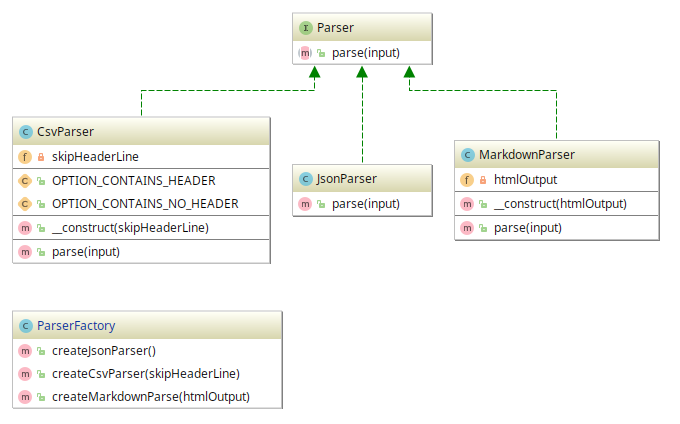 Parser
parse(input)
CsvParser
skipHeaderLine
OPTION_CONTAINS_HEADER
OPTION_CONTAINS_NO_HEADER
__construct(skipHeaderLine)
parse(input)
JsonParser
parse(input)
MarkdownParser
htmlOutput
__construct(htmlOutput)
parse(input)
ParserFactory
createJsonParser()
createCsvParser(skipHeaderLine)
createMarkdownParse(htmlOutput)